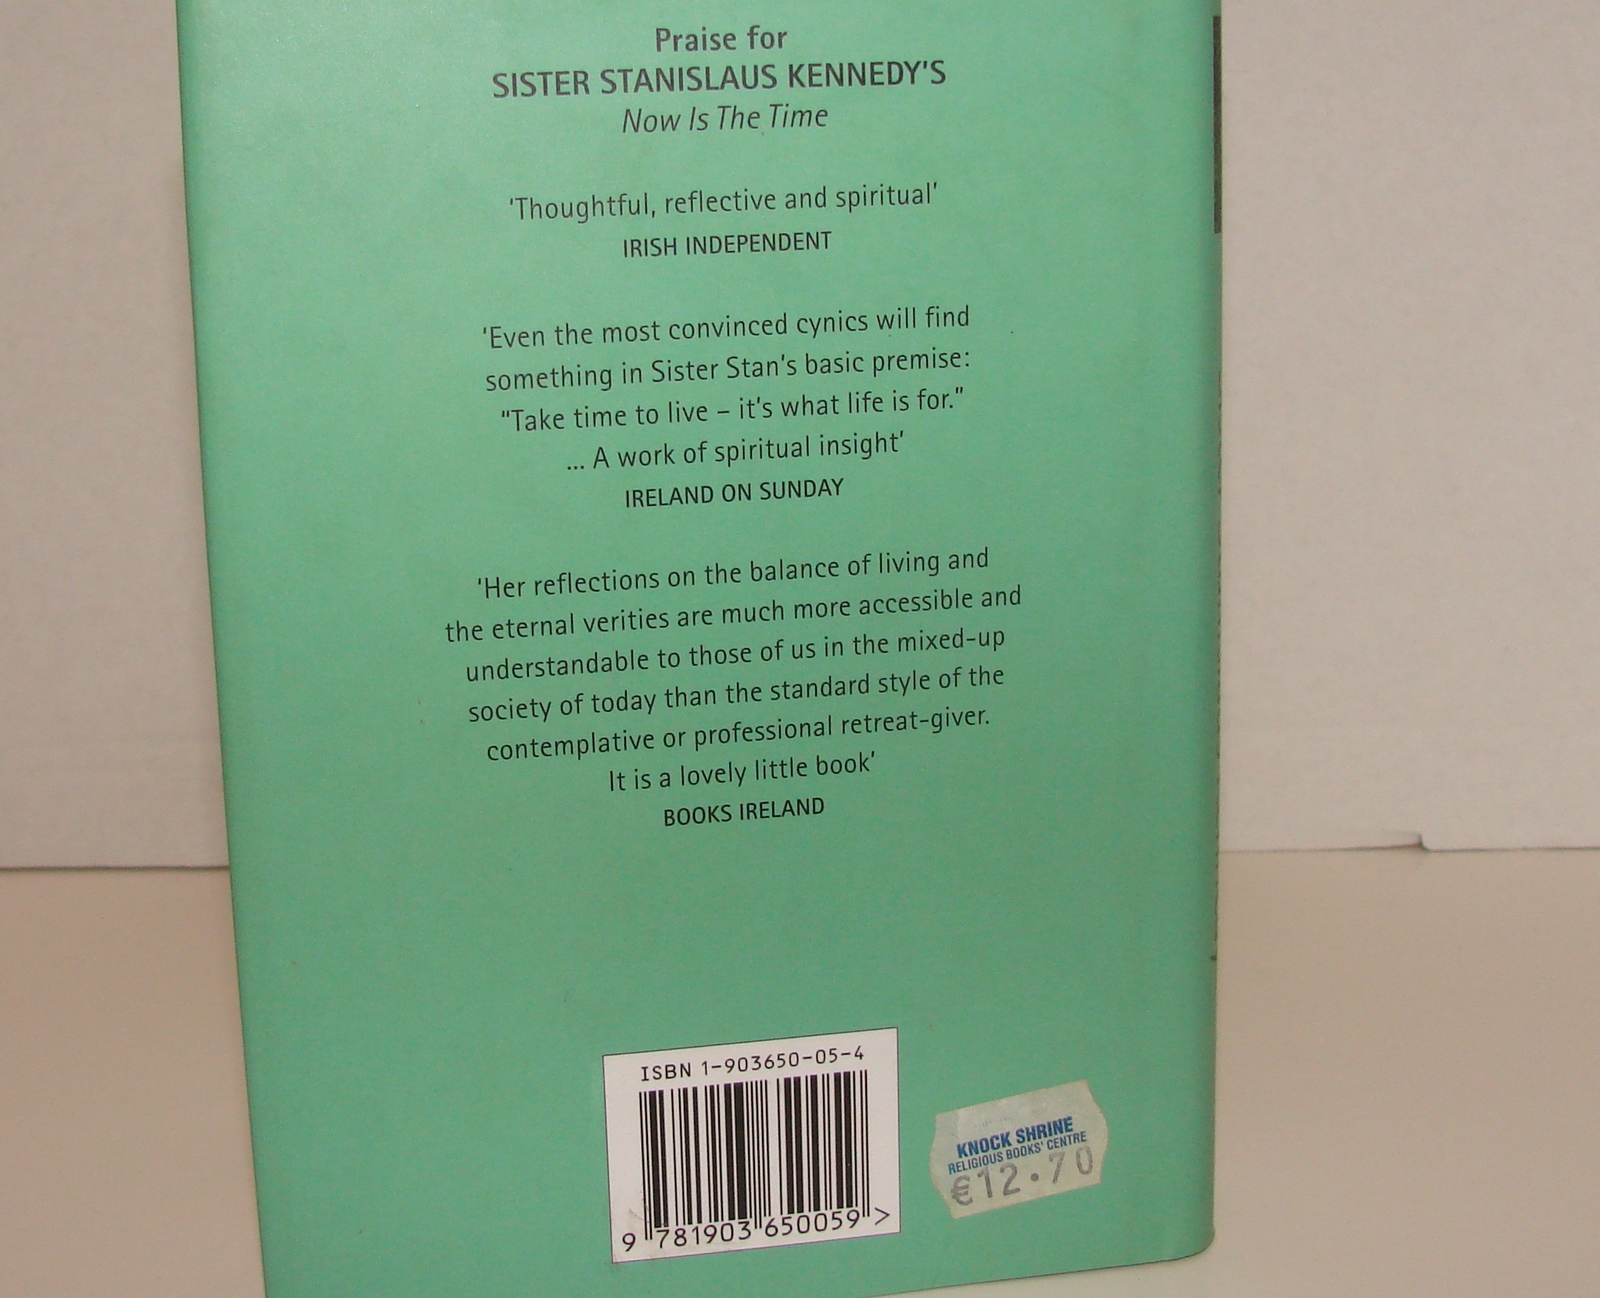 Praise for
SISTER STANISLAUS KENNEDY'S
Now Is The Time
'Thoughtful, reflective and spiritual'
IRISH INDEPENDENT
'Even the most convinced cynics will find
something in Sister Stan's basic premise:
"Take time to live – it's what life is for."
... A work of spiritual insight'
IRELAND ON SUNDAY
'Her reflections on the balance of living and
the eternal verities are much more accessible and
understandable to those of us in the mixed-up
society of today than the standard style of the
contemplative or professional retreat-giver.
It is a lovely little book'
BOOKS IRELAND
ISBN 1-903650-05-4
9 781903 650059 >
KNOCK SHRINE
RELIGIOUS BOOKS' CENTRE
€12.70